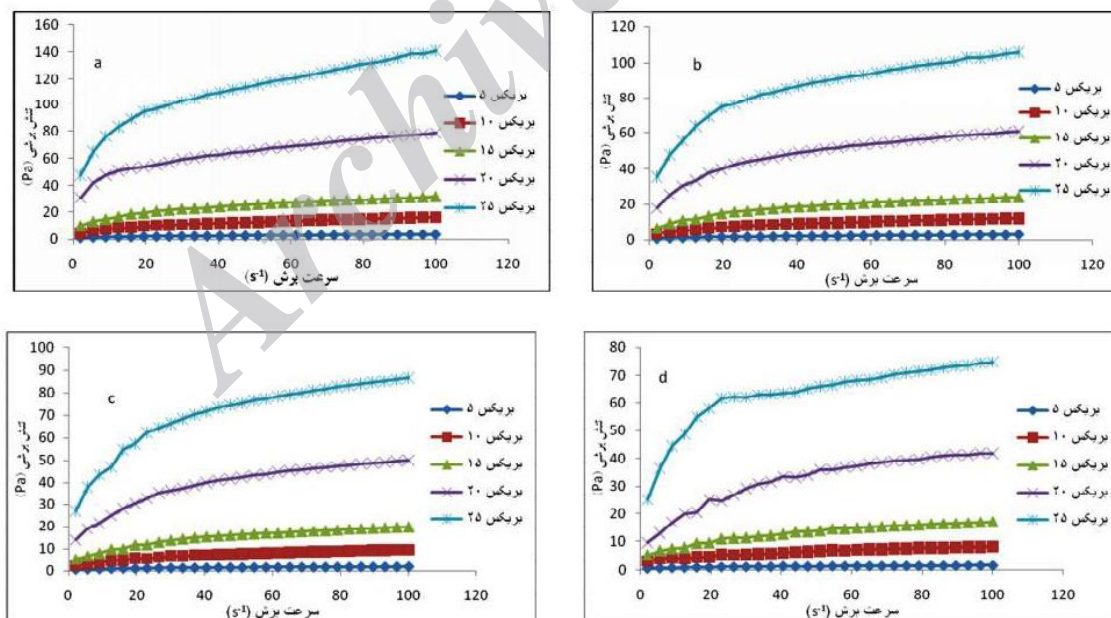 a
160
140
120
100
80
60
40
20
0
تنش برشی (Pa)
0 20 40 60 80 100 120
سرعت برش (s⁻¹)
بریکس ۵
بریکس ۱۰
بریکس ۱۵
بریکس ۲۰
بریکس ۲۵
b
120
100
80
60
40
20
0
تنش برشی (Pa)
0 20 40 60 80 100 120
سرعت برش (s⁻¹)
بریکس ۵
بریکس ۱۰
بریکس ۱۵
بریکس ۲۰
بریکس ۲۵
c
100
90
80
70
60
50
40
30
20
10
0
تنش برشی (Pa)
0 20 40 60 80 100 120
سرعت برش (s⁻¹)
بریکس ۵
بریکس ۱۰
بریکس ۱۵
بریکس ۲۰
بریکس ۲۵
d
80
70
60
50
40
30
20
10
0
تنش برشی (Pa)
0 20 40 60 80 100 120
سرعت برش (s⁻¹)
بریکس ۵
بریکس ۱۰
بریکس ۱۵
بریکس ۲۰
بریکس ۲۵